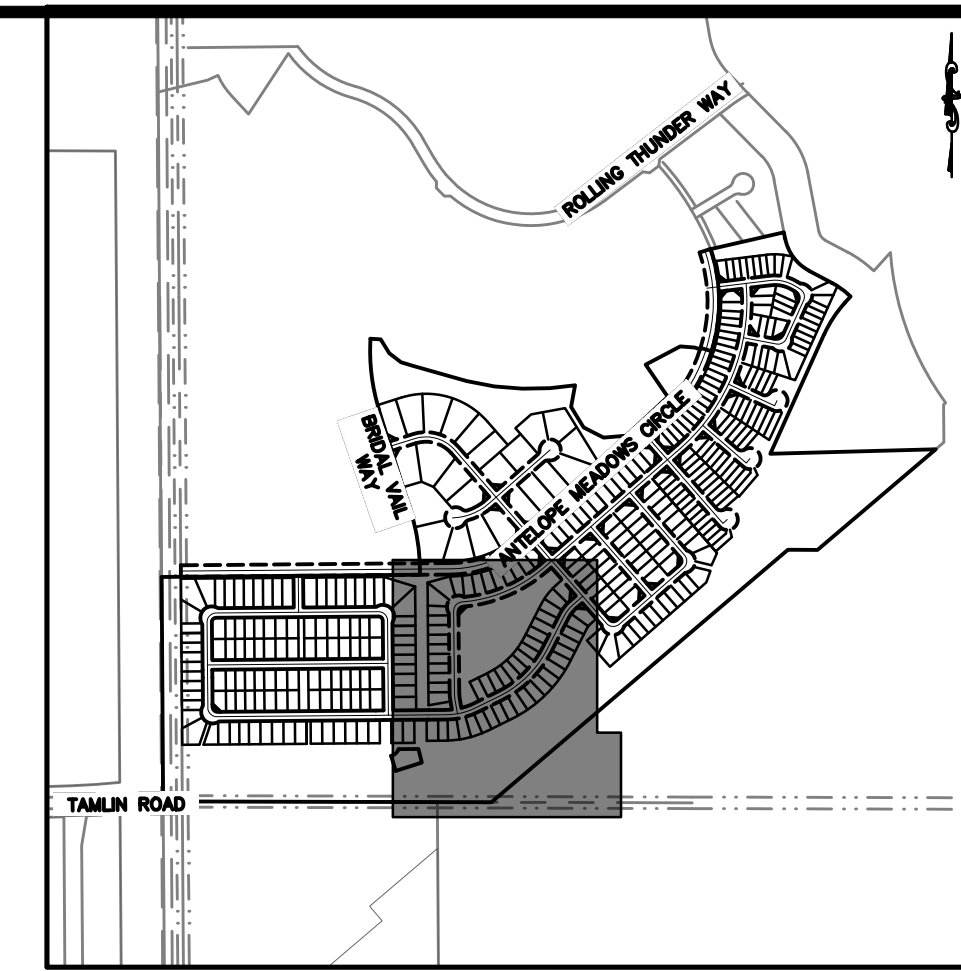 ROLLING THUNDER WAY
BRIDAL VAIL
WAY
ANTELOPE MEADOWS CIRCLE
TAMLIN ROAD